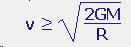 v ≥ √(2GM/R)